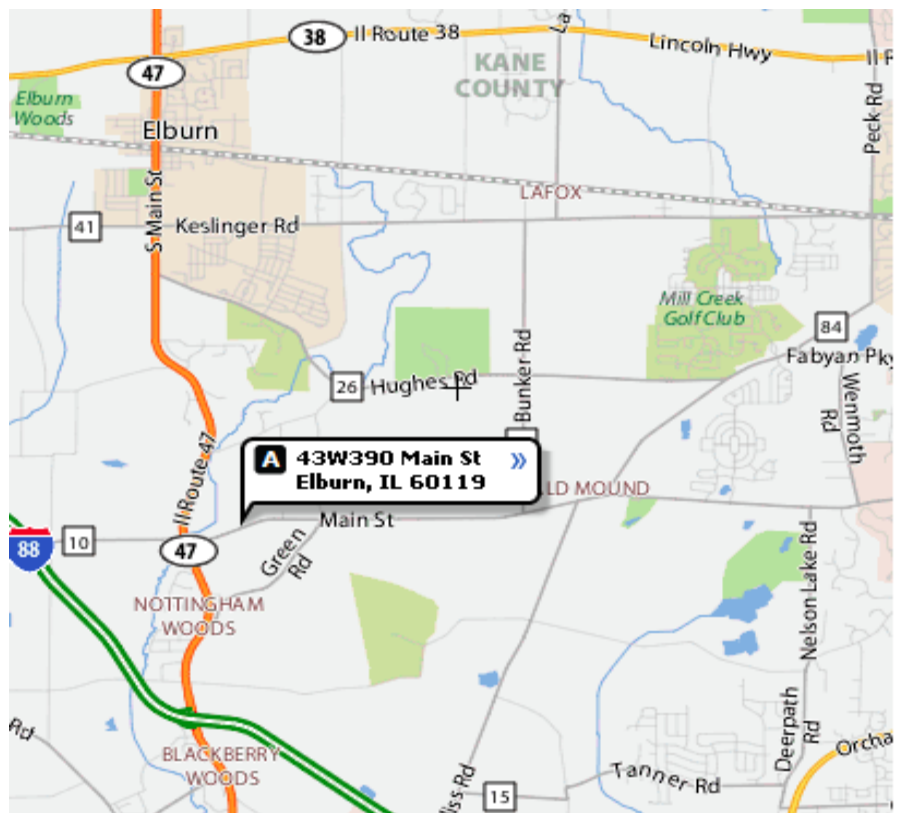 38
Il Route 38
La
Lincoln Hwy
Il R
47
KANE
COUNTY
Elburn
Woods
Peck Rd
Elburn
S Main St
LAFOX
41
Keslinger Rd
Mill Creek
Golf Club
84
Fabyan Pky
Bunker Rd
26
Hughes Rd
Wenmoth
Rd
Il Route 47
A
43W390 Main St
Elburn, IL 60119
»
LD MOUND
Main St
10
88
47
Green
Rd
Nelson Lake Rd
NOTTINGHAM
WOODS
Rd
BLACKBERRY
WOODS
Deerpath
Rd
Orcha
Tanner Rd
iss Rd
15